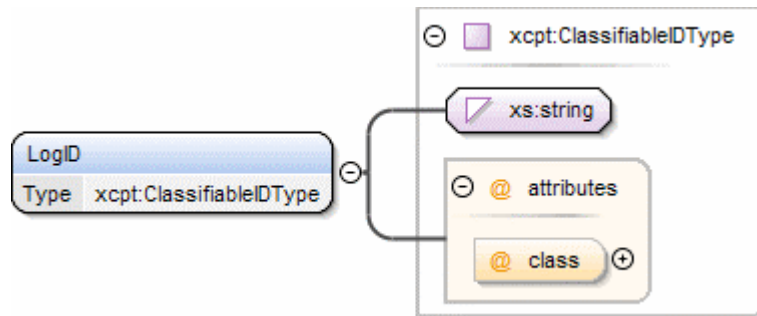 xcpt:ClassifiableIDType
xs:string
LogID
Type xcpt:ClassifiableIDType
@ attributes
@ class